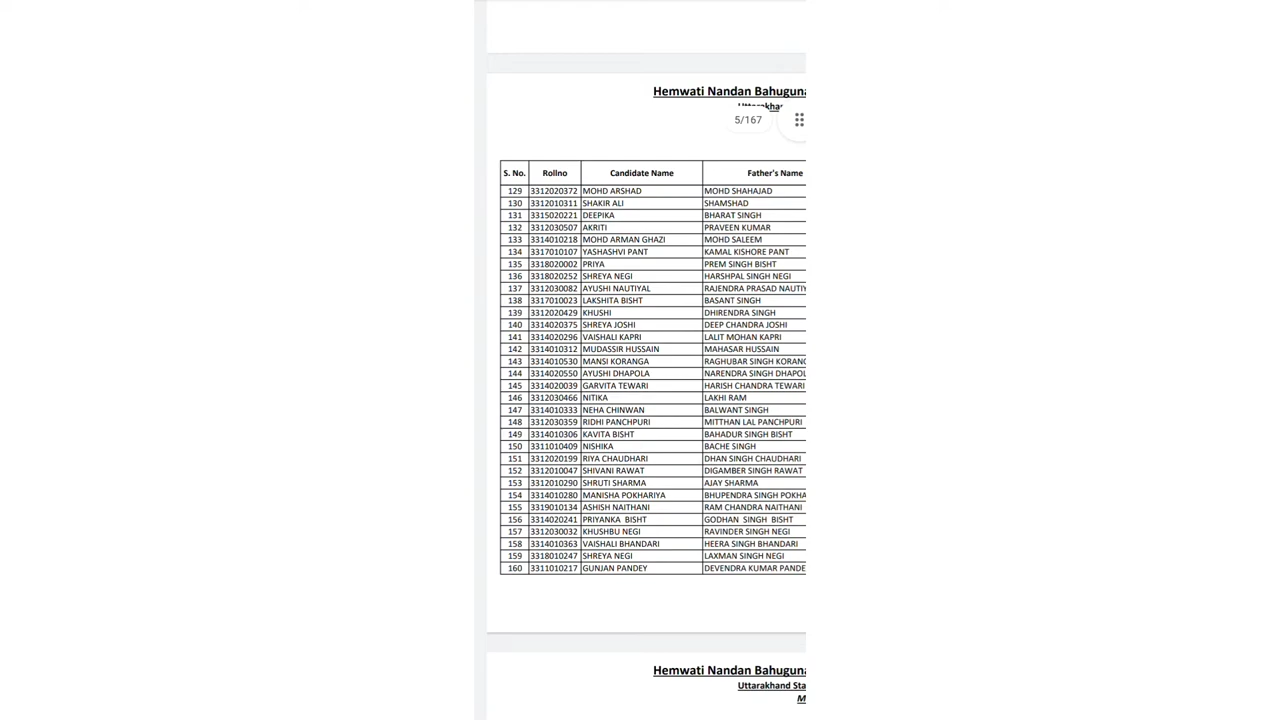 Hemwati Nandan Bahuguna
5/167
S. No. Rollno Candidate Name Father's Name
129 3312020372 MOHD ARSHAD MOHD SHAHAJAD
130 3312010311 SHAKIR ALI SHAMSHAD
131 3315020221 DEEPIKA BHARAT SINGH
132 3312030507 AKRITI PRAVEEN KUMAR
133 3314010218 MOHD ARMAN GHAZI MOHD SALEEM
134 3317010107 YASHASHVI PANT KAMAL KISHORE PANT
135 3318020002 PRIYA PREM SINGH BISHT
136 3318020252 SHREYA NEGI HARSHPAL SINGH NEGI
137 3312030082 AYUSHI NAUTIYAL RAJENDRA PRASAD NAUTIY
138 3317010023 LAKSHITA BISHT BASANT SINGH
139 3312020429 KHUSHI DHIRENDRA SINGH
140 3314020375 SHREYA JOSHI DEEP CHANDRA JOSHI
141 3314020296 VAISHALI KAPRI LALIT MOHAN KAPRI
142 3314010312 MUDASSIR HUSSAIN MAHASAR HUSSAIN
143 3314010530 MANSI KORANGA RAGHUBAR SINGH KORANG
144 3314020550 AYUSHI DHAPOLA NARENDRA SINGH DHAPOL
145 3314020039 GARVITA TEWARI HARISH CHANDRA TEWARI
146 3312030466 NITIKA LAKHI RAM
147 3314010333 NEHA CHINWAN BALWANT SINGH
148 3312030359 RIDHI PANCHPURI MITTHAN LAL PANCHPURI
149 3314010306 KAVITA BISHT BAHADUR SINGH BISHT
150 3311010409 NISHIKA BACHE SINGH
151 3312020199 RIYA CHAUDHARI DHAN SINGH CHAUDHARI
152 3312010047 SHIVANI RAWAT DIGAMBER SINGH RAWAT
153 3312010290 SHRUTI SHARMA AJAY SHARMA
154 3314010280 MANISHA POKHARIYA BHUPENDRA SINGH POKHA
155 3319010134 ASHISH NAITHANI RAM CHANDRA NAITHANI
156 3314020241 PRIYANKA BISHT GODHAN SINGH BISHT
157 3312030032 KHUSHBU NEGI RAVINDER SINGH NEGI
158 3314010363 VAISHALI BHANDARI HEERA SINGH BHANDARI
159 3318010247 SHREYA NEGI LAXMAN SINGH NEGI
160 3311010217 GUNJAN PANDEY DEVENDRA KUMAR PANDE
Hemwati Nandan Bahuguna
Uttarakhand Sta
M